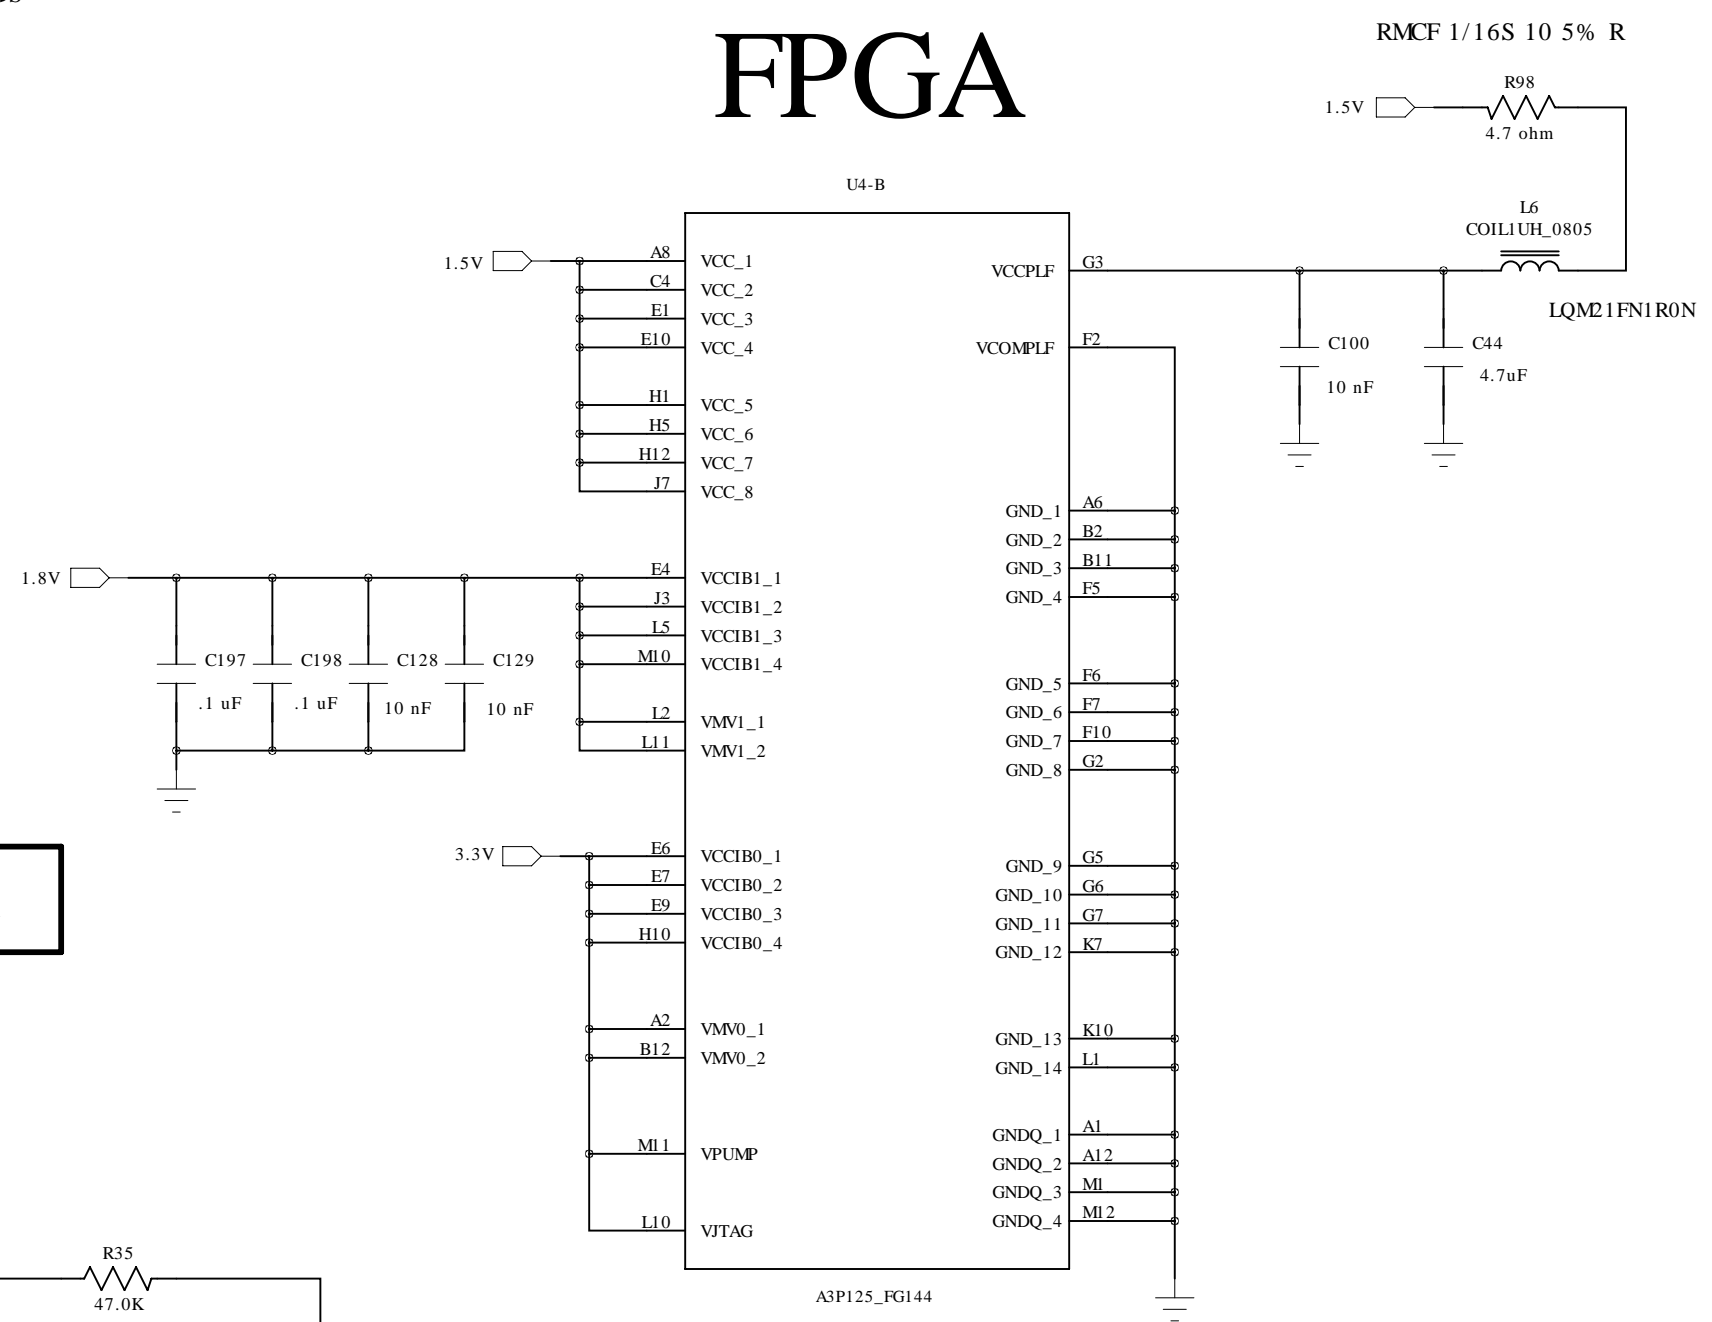 FPGA
RMCF 1/16S 10 5% R
R98
1.5V
4.7 ohm
U4-B
L6
COIL1UH_0805
LQM21FN1R0N
1.5V
A8 VCC_1
C4 VCC_2
E1 VCC_3
E10 VCC_4
H1 VCC_5
H5 VCC_6
H12 VCC_7
J7 VCC_8
VCCPLF G3
VCOMPLF F2
C100
10 nF
C44
4.7uF
1.8V
E4 VCCIB1_1
J3 VCCIB1_2
L5 VCCIB1_3
M10 VCCIB1_4
L2 VMV1_1
L11 VMV1_2
C197
.1 uF
C198
.1 uF
C128
10 nF
C129
10 nF
GND_1 A6
GND_2 B2
GND_3 B11
GND_4 F5
GND_5 F6
GND_6 F7
GND_7 F10
GND_8 G2
3.3V
E6 VCCIB0_1
E7 VCCIB0_2
E9 VCCIB0_3
H10 VCCIB0_4
A2 VMV0_1
B12 VMV0_2
M11 VPUMP
L10 VJTAG
GND_9 G5
GND_10 G6
GND_11 G7
GND_12 K7
GND_13 K10
GND_14 L1
GNDQ_1 A1
GNDQ_2 A12
GNDQ_3 M1
GNDQ_4 M12
A3P125_FG144
R35
47.0K